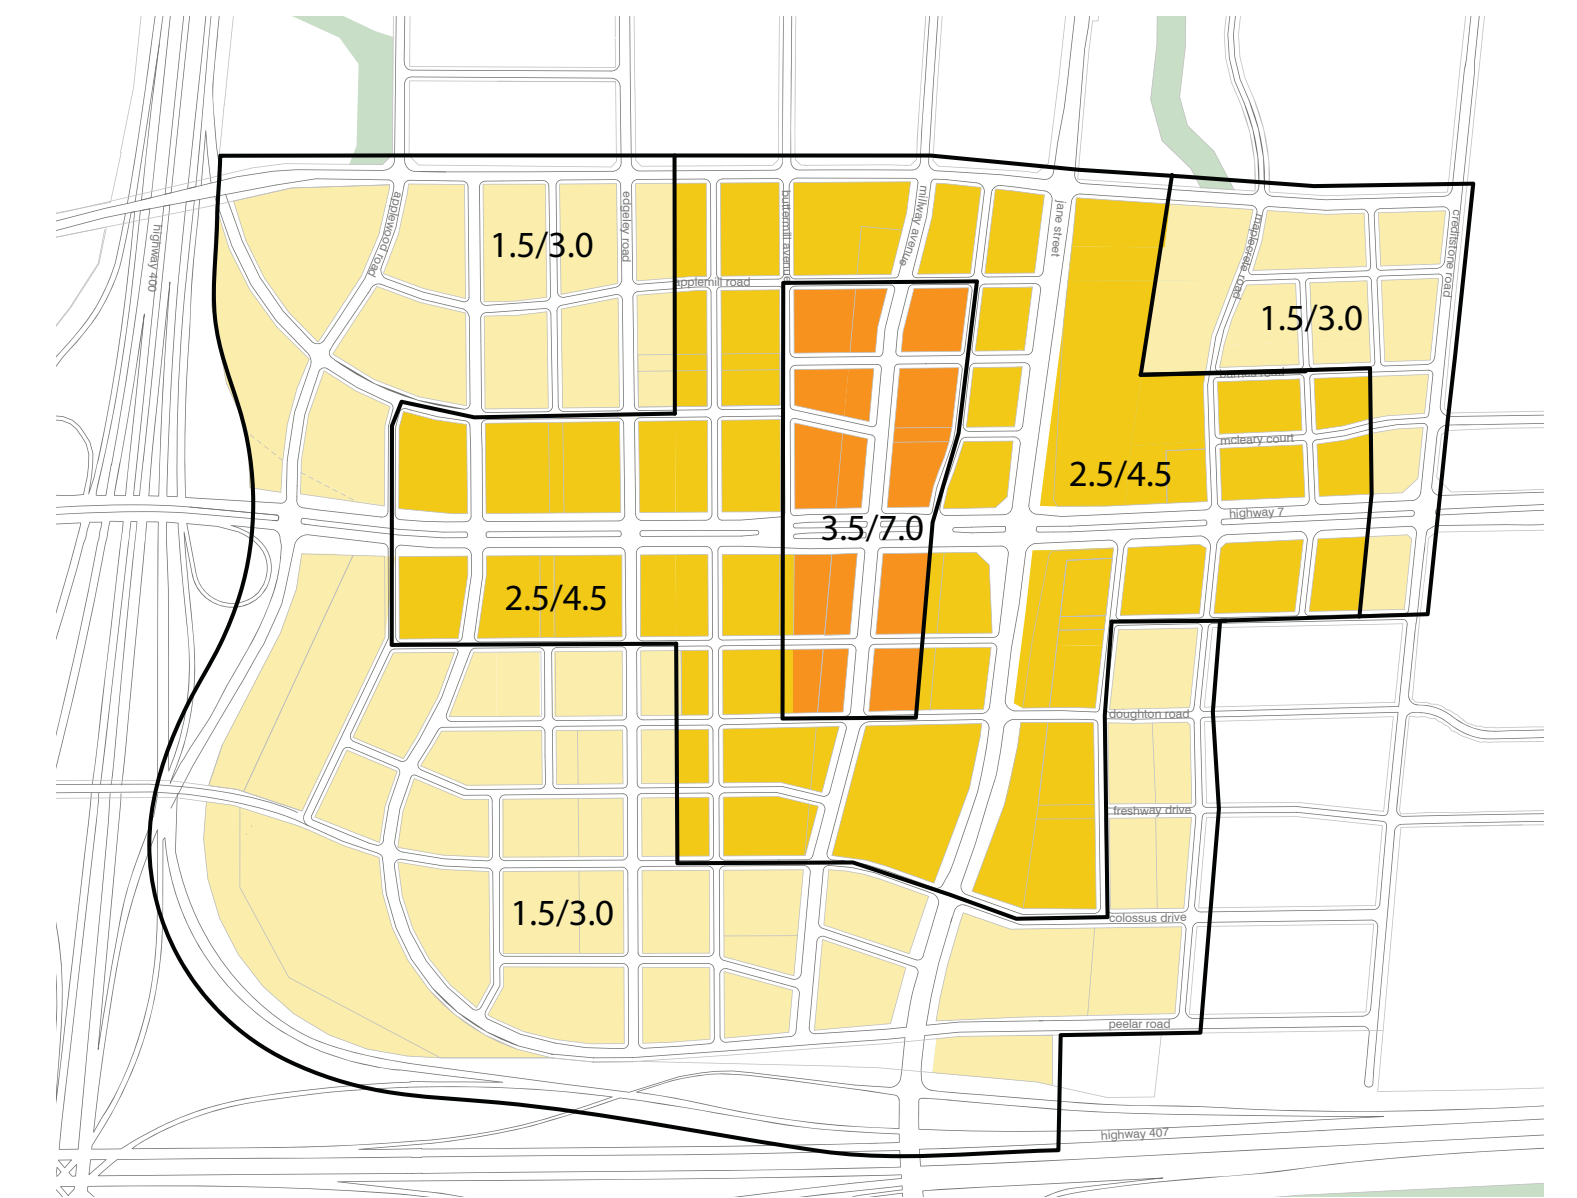 highway 400
applewood road
1.5/3.0
edgeley road
applemill road
buttermill avenue
millway avenue
jane street
maplecrete road
creditstone road
1.5/3.0
barnes road
mcleary court
2.5/4.5
highway 7
3.5/7.0
2.5/4.5
doughton road
freshway drive
1.5/3.0
colossus drive
peelar road
highway 407